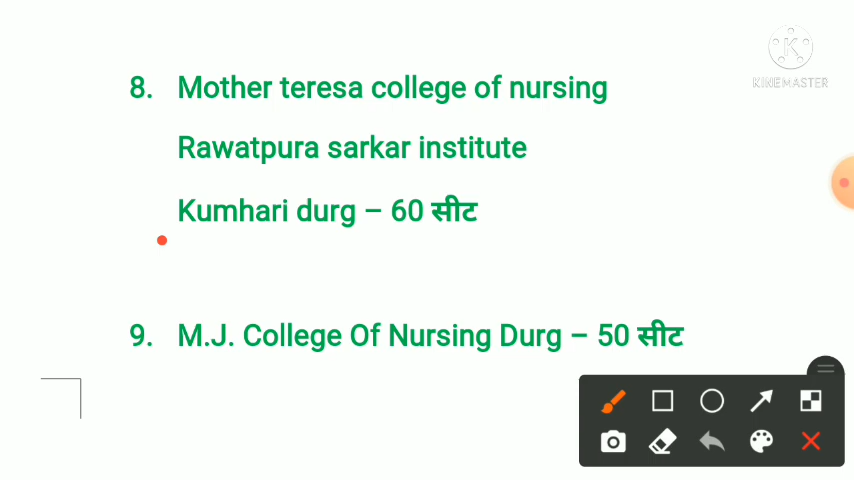 KINEMASTER
8. Mother teresa college of nursing
Rawatpura sarkar institute
Kumhari durg – 60 सीट
9. M.J. College Of Nursing Durg – 50 सीट